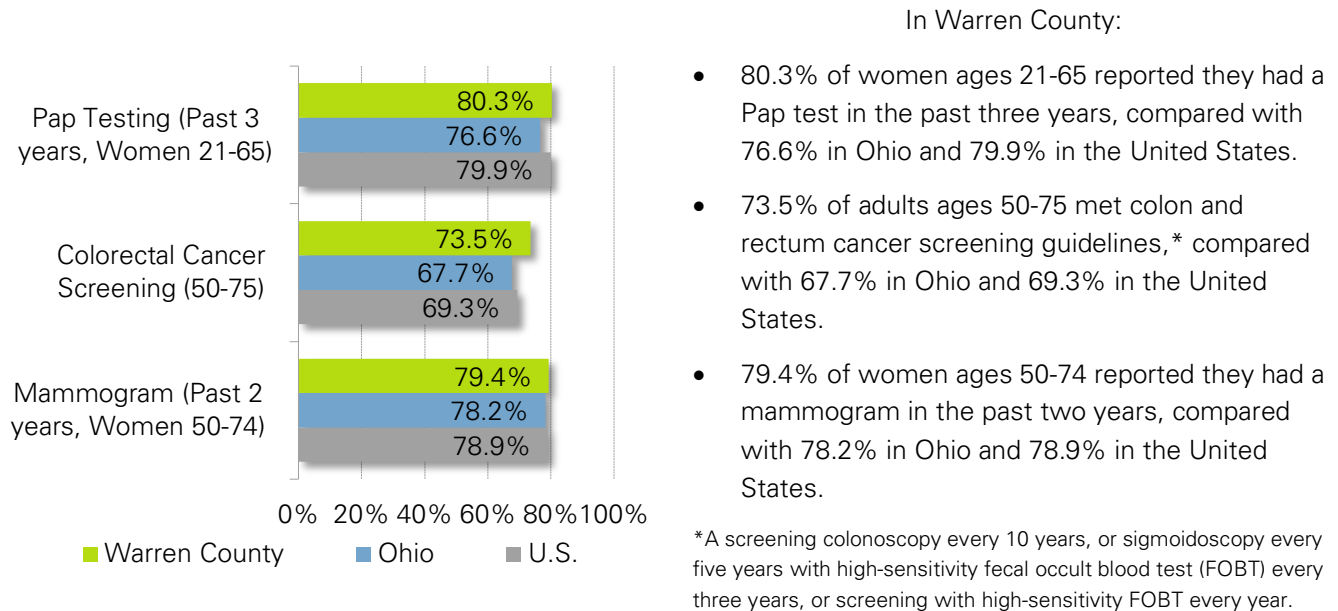 Pap Testing (Past 3
years, Women 21-65)
80.3%
76.6%
79.9%
Colorectal Cancer
Screening (50-75)
73.5%
67.7%
69.3%
Mammogram (Past 2
years, Women 50-74)
79.4%
78.2%
78.9%
0% 20% 40% 60% 80% 100%
Warren County Ohio U.S.
In Warren County:
• 80.3% of women ages 21-65 reported they had a
Pap test in the past three years, compared with
76.6% in Ohio and 79.9% in the United States.
• 73.5% of adults ages 50-75 met colon and
rectum cancer screening guidelines,* compared
with 67.7% in Ohio and 69.3% in the United
States.
• 79.4% of women ages 50-74 reported they had a
mammogram in the past two years, compared
with 78.2% in Ohio and 78.9% in the United
States.
*A screening colonoscopy every 10 years, or sigmoidoscopy every
five years with high-sensitivity fecal occult blood test (FOBT) every
three years, or screening with high-sensitivity FOBT every year.